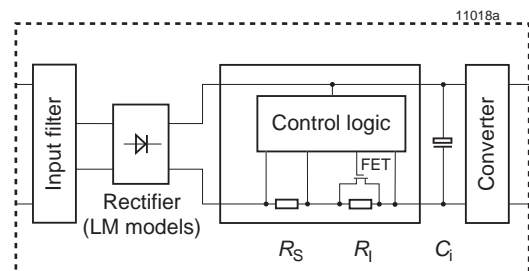 11018a
Input filter
Rectifier
(LM models)
Control logic
FET
Converter
RS
RI
Ci